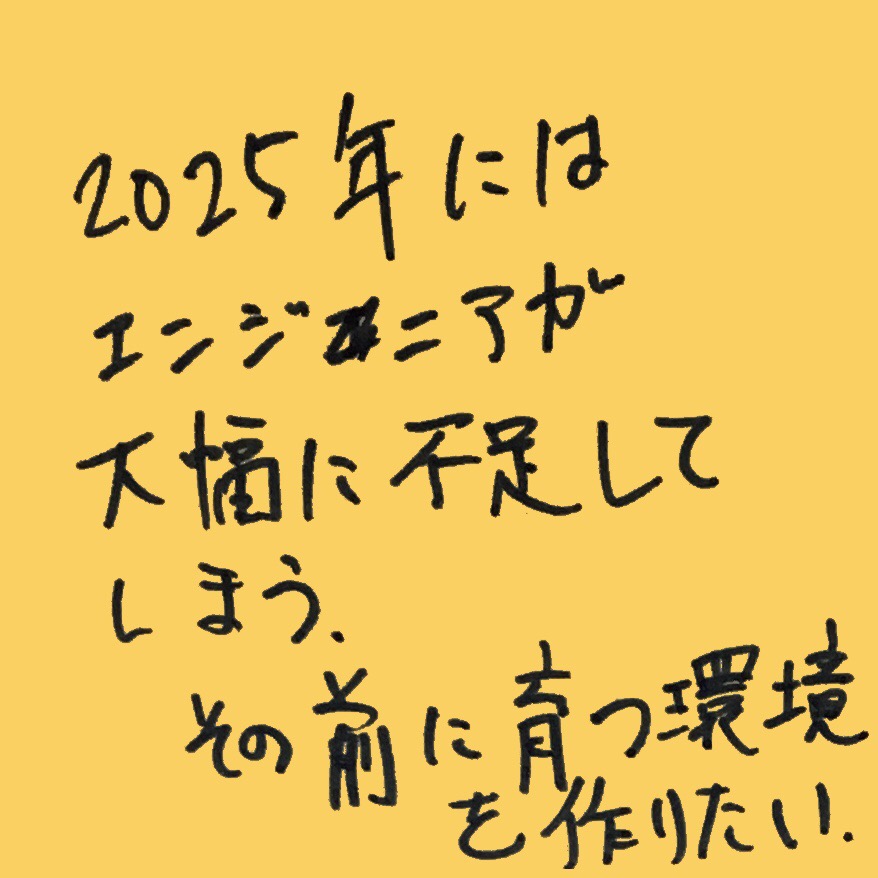 2025年には
エンジニアが
大幅に不足して
しまう.
その前に育つ環境
を作りたい.